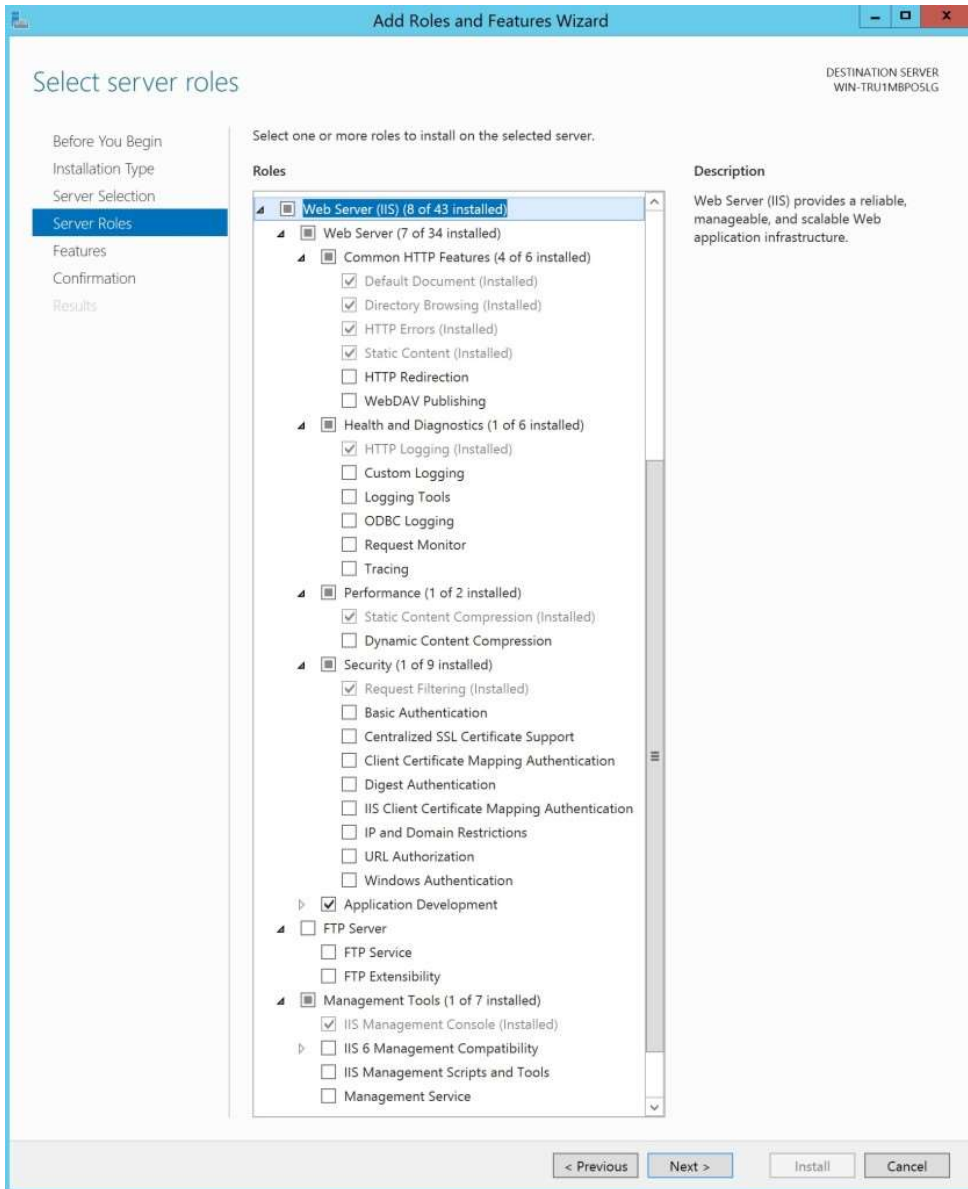 Add Roles and Features Wizard
Select server roles
DESTINATION SERVER
WIN-TRU1MBPO5LG
Before You Begin
Installation Type
Server Selection
Server Roles
Features
Confirmation
Results
Select one or more roles to install on the selected server.
Roles
Web Server (IIS) (8 of 43 installed)
Web Server (7 of 34 installed)
Common HTTP Features (4 of 6 installed)
Default Document (Installed)
Directory Browsing (Installed)
HTTP Errors (Installed)
Static Content (Installed)
HTTP Redirection
WebDAV Publishing
Health and Diagnostics (1 of 6 installed)
HTTP Logging (Installed)
Custom Logging
Logging Tools
ODBC Logging
Request Monitor
Tracing
Performance (1 of 2 installed)
Static Content Compression (Installed)
Dynamic Content Compression
Security (1 of 9 installed)
Request Filtering (Installed)
Basic Authentication
Centralized SSL Certificate Support
Client Certificate Mapping Authentication
Digest Authentication
IIS Client Certificate Mapping Authentication
IP and Domain Restrictions
URL Authorization
Windows Authentication
Application Development
FTP Server
FTP Service
FTP Extensibility
Management Tools (1 of 7 installed)
IIS Management Console (Installed)
IIS 6 Management Compatibility
IIS Management Scripts and Tools
Management Service
Description
Web Server (IIS) provides a reliable,
manageable, and scalable Web
application infrastructure.
< Previous
Next >
Install
Cancel